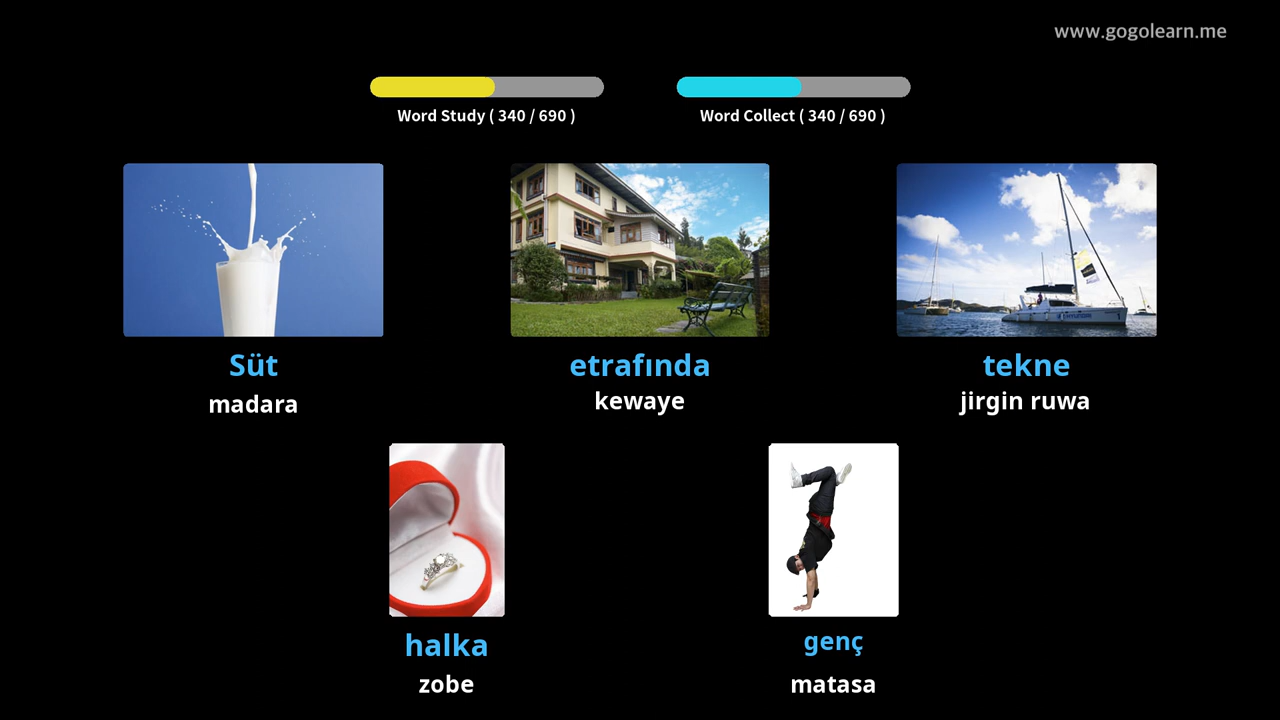 www.gogolearn.me
Word Study ( 340 / 690 )
Word Collect ( 340 / 690 )
Süt
etrafında
tekne
madara
kewaye
jirgin ruwa
halka
genç
zobe
matasa